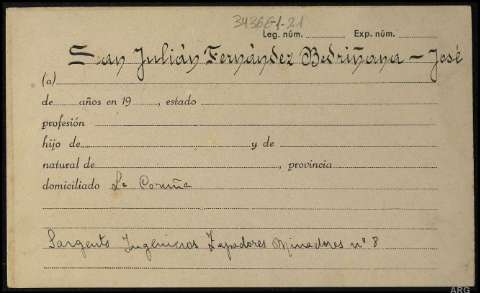 343661-21
Leg. núm. Exp. núm.
San Julián Fernández Bedriñana - José
(a)
de años en 19 , estado
profesión
hijo de y de
natural de , provincia
domiciliado La Coruña
Sargento Ingenieros Zapadores Minadores nº 8
ARG